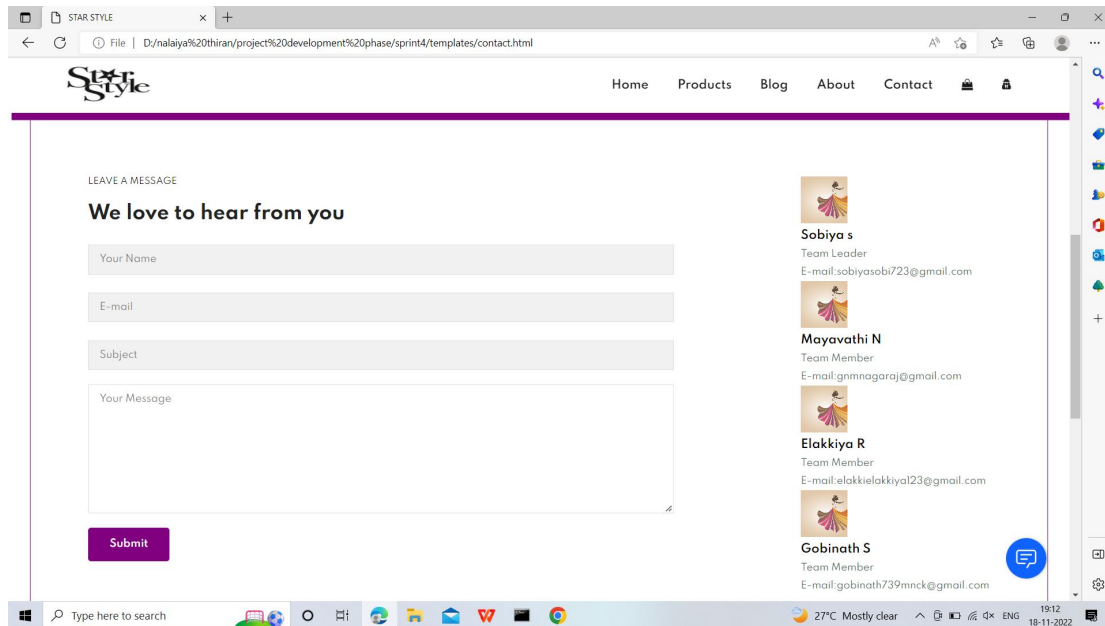 STAR STYLE
File | D:/nalaiya%20thiran/project%20development%20phase/sprint4/templates/contact.html
Star
Style
Home Products Blog About Contact
LEAVE A MESSAGE
We love to hear from you
Your Name
E-mail
Subject
Your Message
Submit
Sobiya s
Team Leader
E-mail:sobiyasobi723@gmail.com
Mayavathi N
Team Member
E-mail:gnmnagaraj@gmail.com
Elakkiya R
Team Member
E-mail:elakkielakkiya123@gmail.com
Gobinath S
Team Member
E-mail:gobinath739mnck@gmail.com
Type here to search
27°C Mostly clear
ENG
19:12
18-11-2022